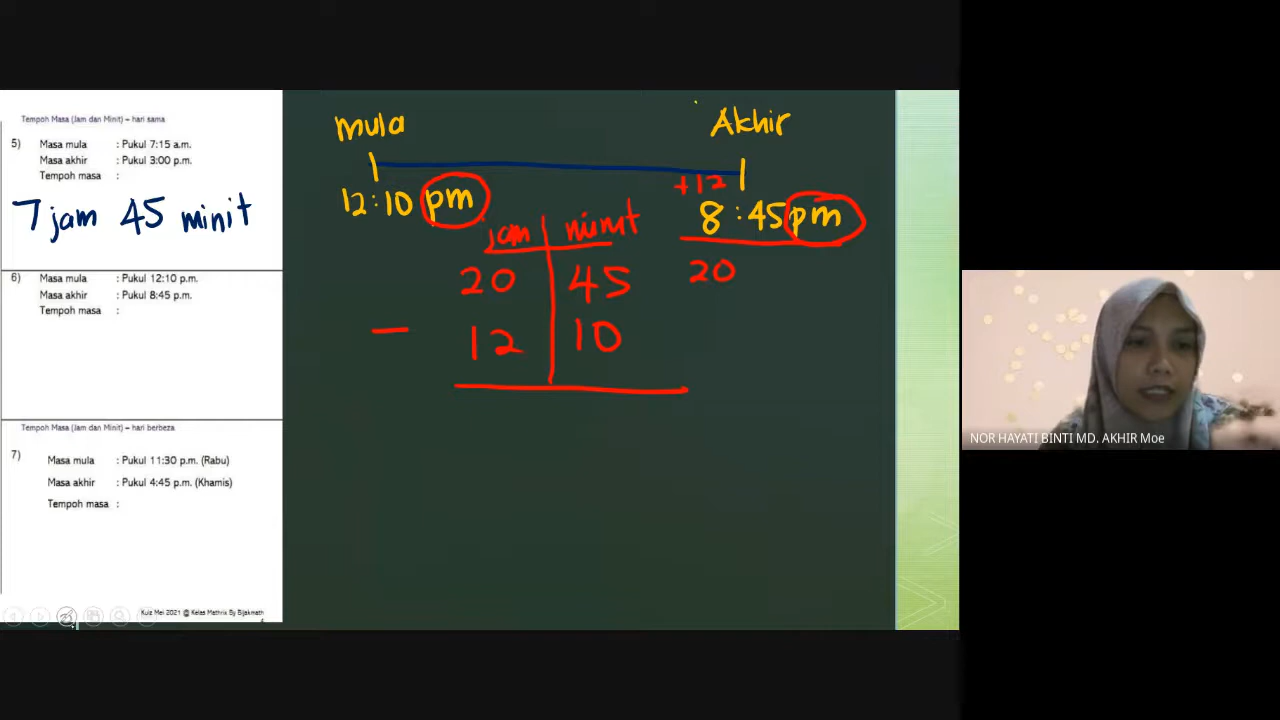 Tempoh Masa (Jam dan Minit) – hari sama
5) Masa mula : Pukul 7:15 a.m.
Masa akhir : Pukul 3:00 p.m.
Tempoh masa :
7 jam 45 minit
6) Masa mula : Pukul 12:10 p.m.
Masa akhir : Pukul 8:45 p.m.
Tempoh masa :
Tempoh Masa (Jam dan Minit) – hari berbeza
7) Masa mula : Pukul 11:30 p.m. (Rabu)
Masa akhir : Pukul 4:45 p.m. (Khamis)
Tempoh masa :
Kuiz Mei 2021 @ Kelas Mathrix By Bijakmath
4
mula Akhir
+12
12:10 pm 8:45 pm
jam minit
20 45 20
- 12 10
NOR HAYATI BINTI MD. AKHIR Moe